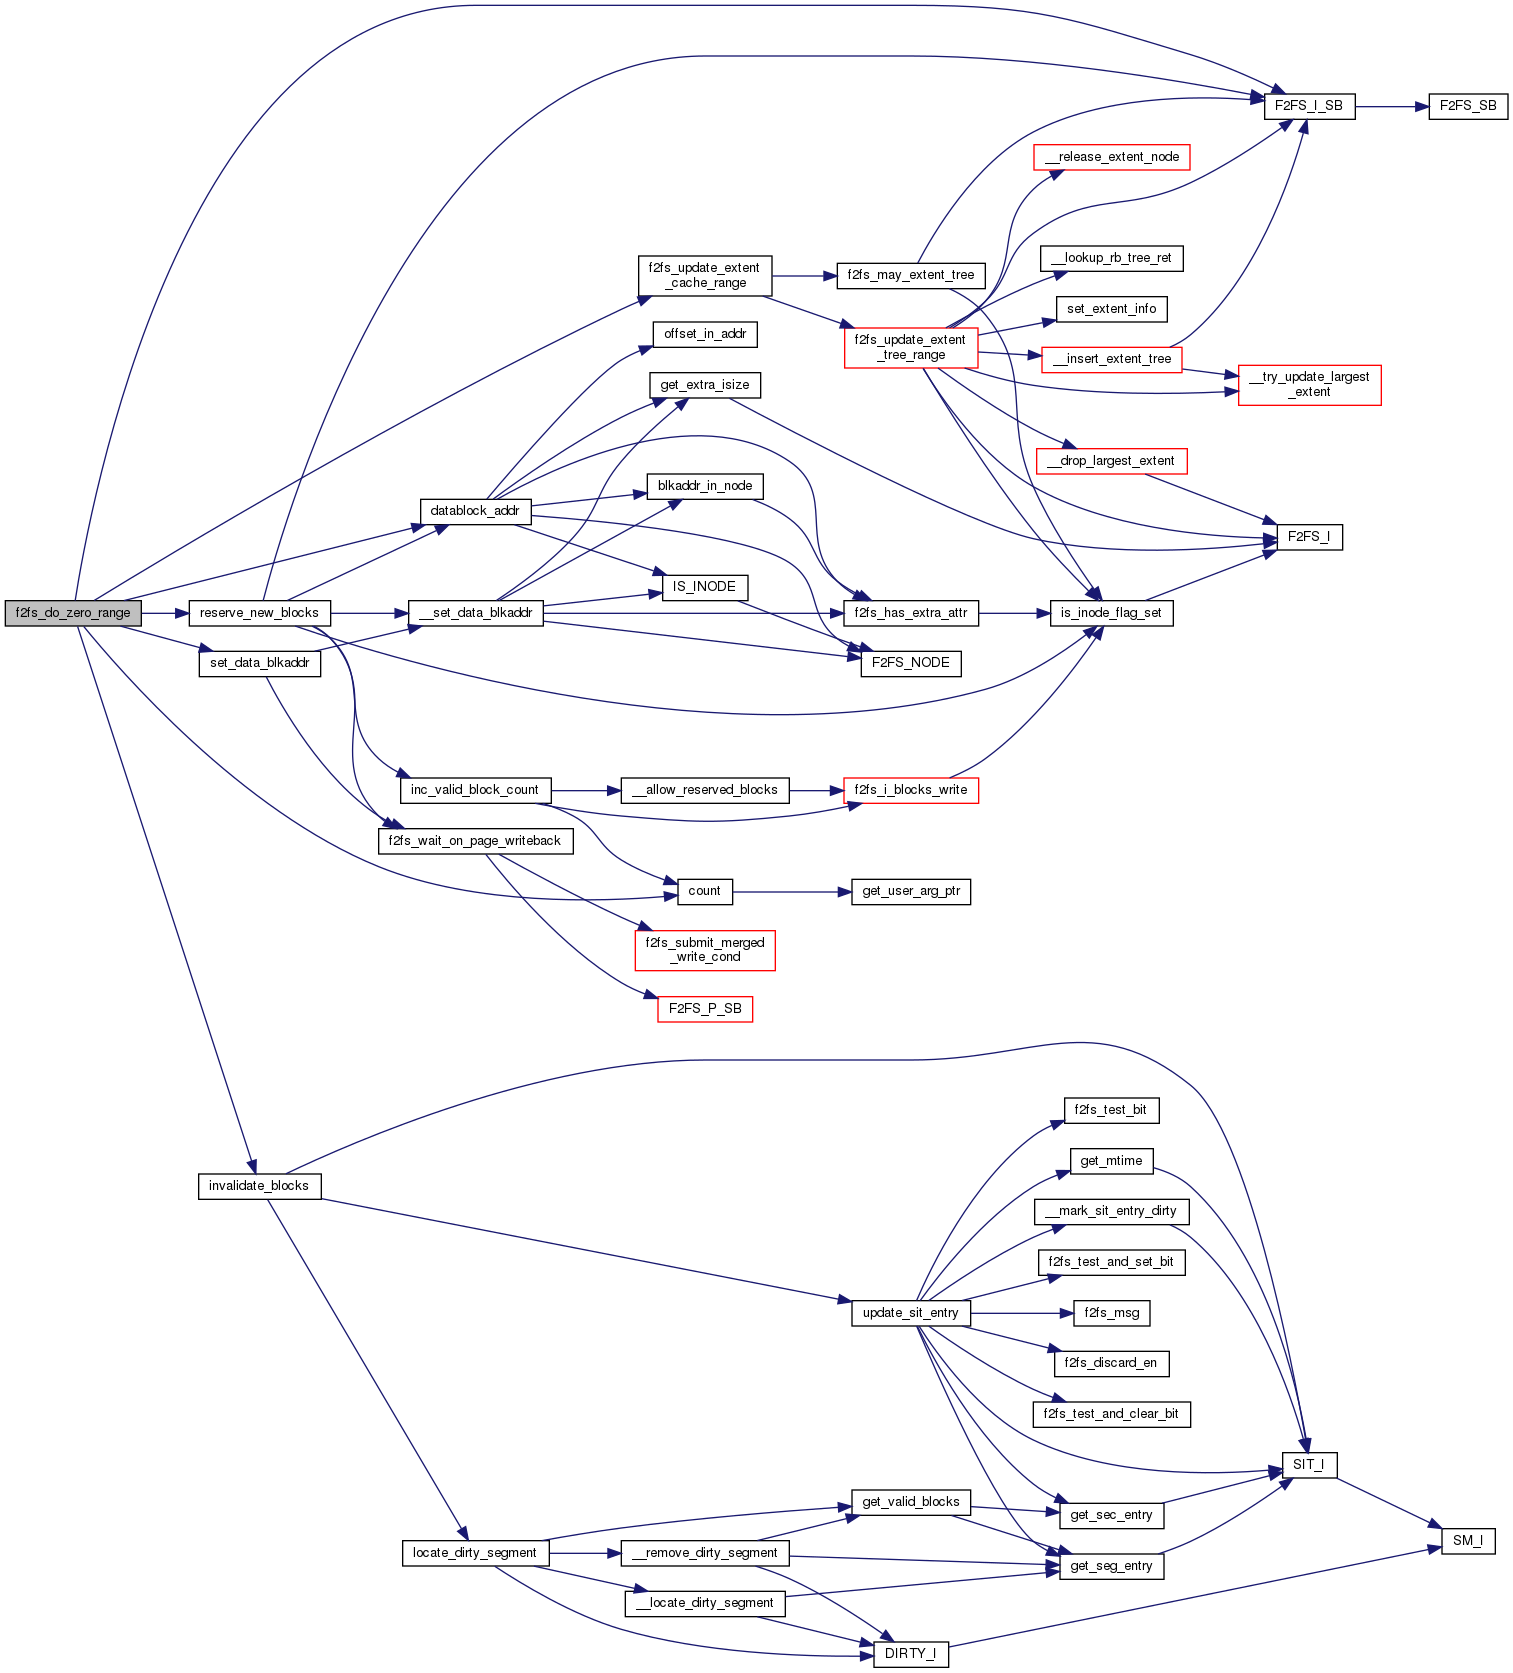 F2FS_I_SB
F2FS_SB
__release_extent_node
__lookup_rb_tree_ret
f2fs_update_extent
_cache_range
f2fs_may_extent_tree
set_extent_info
offset_in_addr
f2fs_update_extent
_tree_range
__insert_extent_tree
__try_update_largest
_extent
get_extra_isize
__drop_largest_extent
blkaddr_in_node
datablock_addr
F2FS_I
IS_INODE
f2fs_do_zero_range
reserve_new_blocks
__set_data_blkaddr
f2fs_has_extra_attr
is_inode_flag_set
set_data_blkaddr
F2FS_NODE
inc_valid_block_count
__allow_reserved_blocks
f2fs_i_blocks_write
f2fs_wait_on_page_writeback
count
get_user_arg_ptr
f2fs_submit_merged
_write_cond
F2FS_P_SB
f2fs_test_bit
get_mtime
invalidate_blocks
__mark_sit_entry_dirty
f2fs_test_and_set_bit
update_sit_entry
f2fs_msg
f2fs_discard_en
f2fs_test_and_clear_bit
SIT_I
get_valid_blocks
get_sec_entry
SM_I
locate_dirty_segment
__remove_dirty_segment
get_seg_entry
__locate_dirty_segment
DIRTY_I